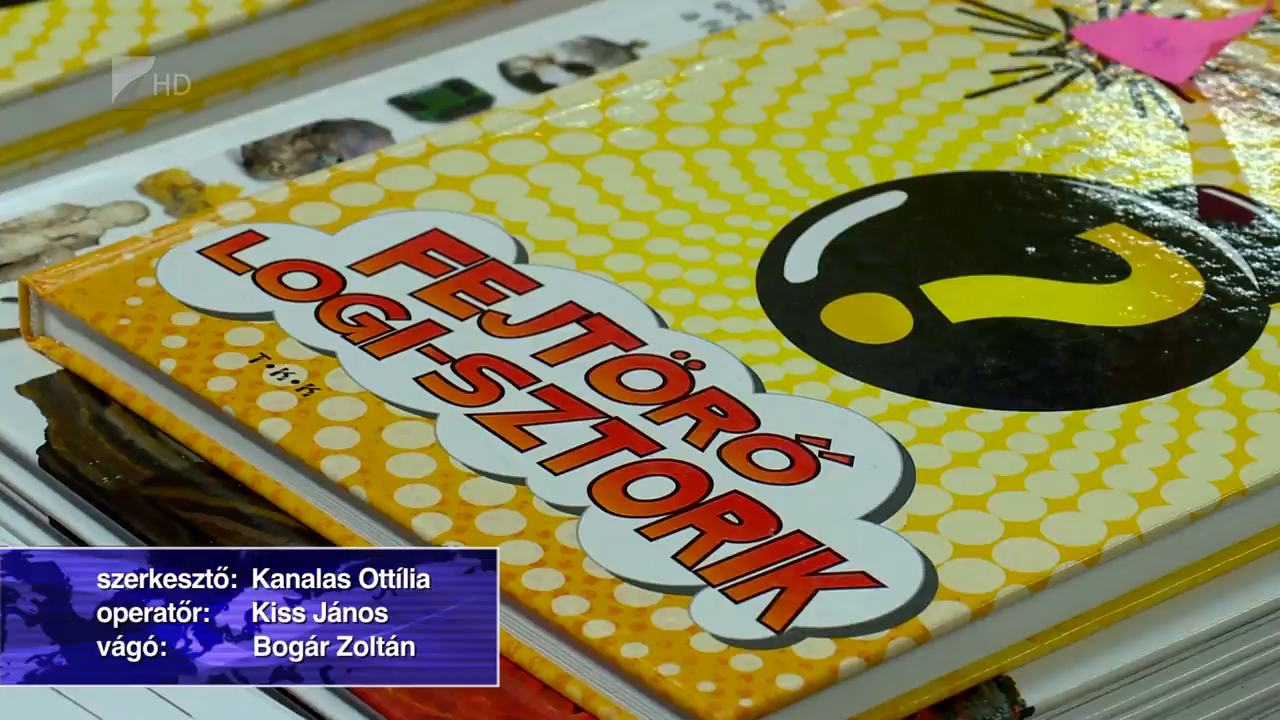 HD
FEJTÖRŐ
LOGI-SZTORIK
T•K•K
?
szerkesztő: Kanalas Ottília
operatőr: Kiss János
vágó: Bogár Zoltán